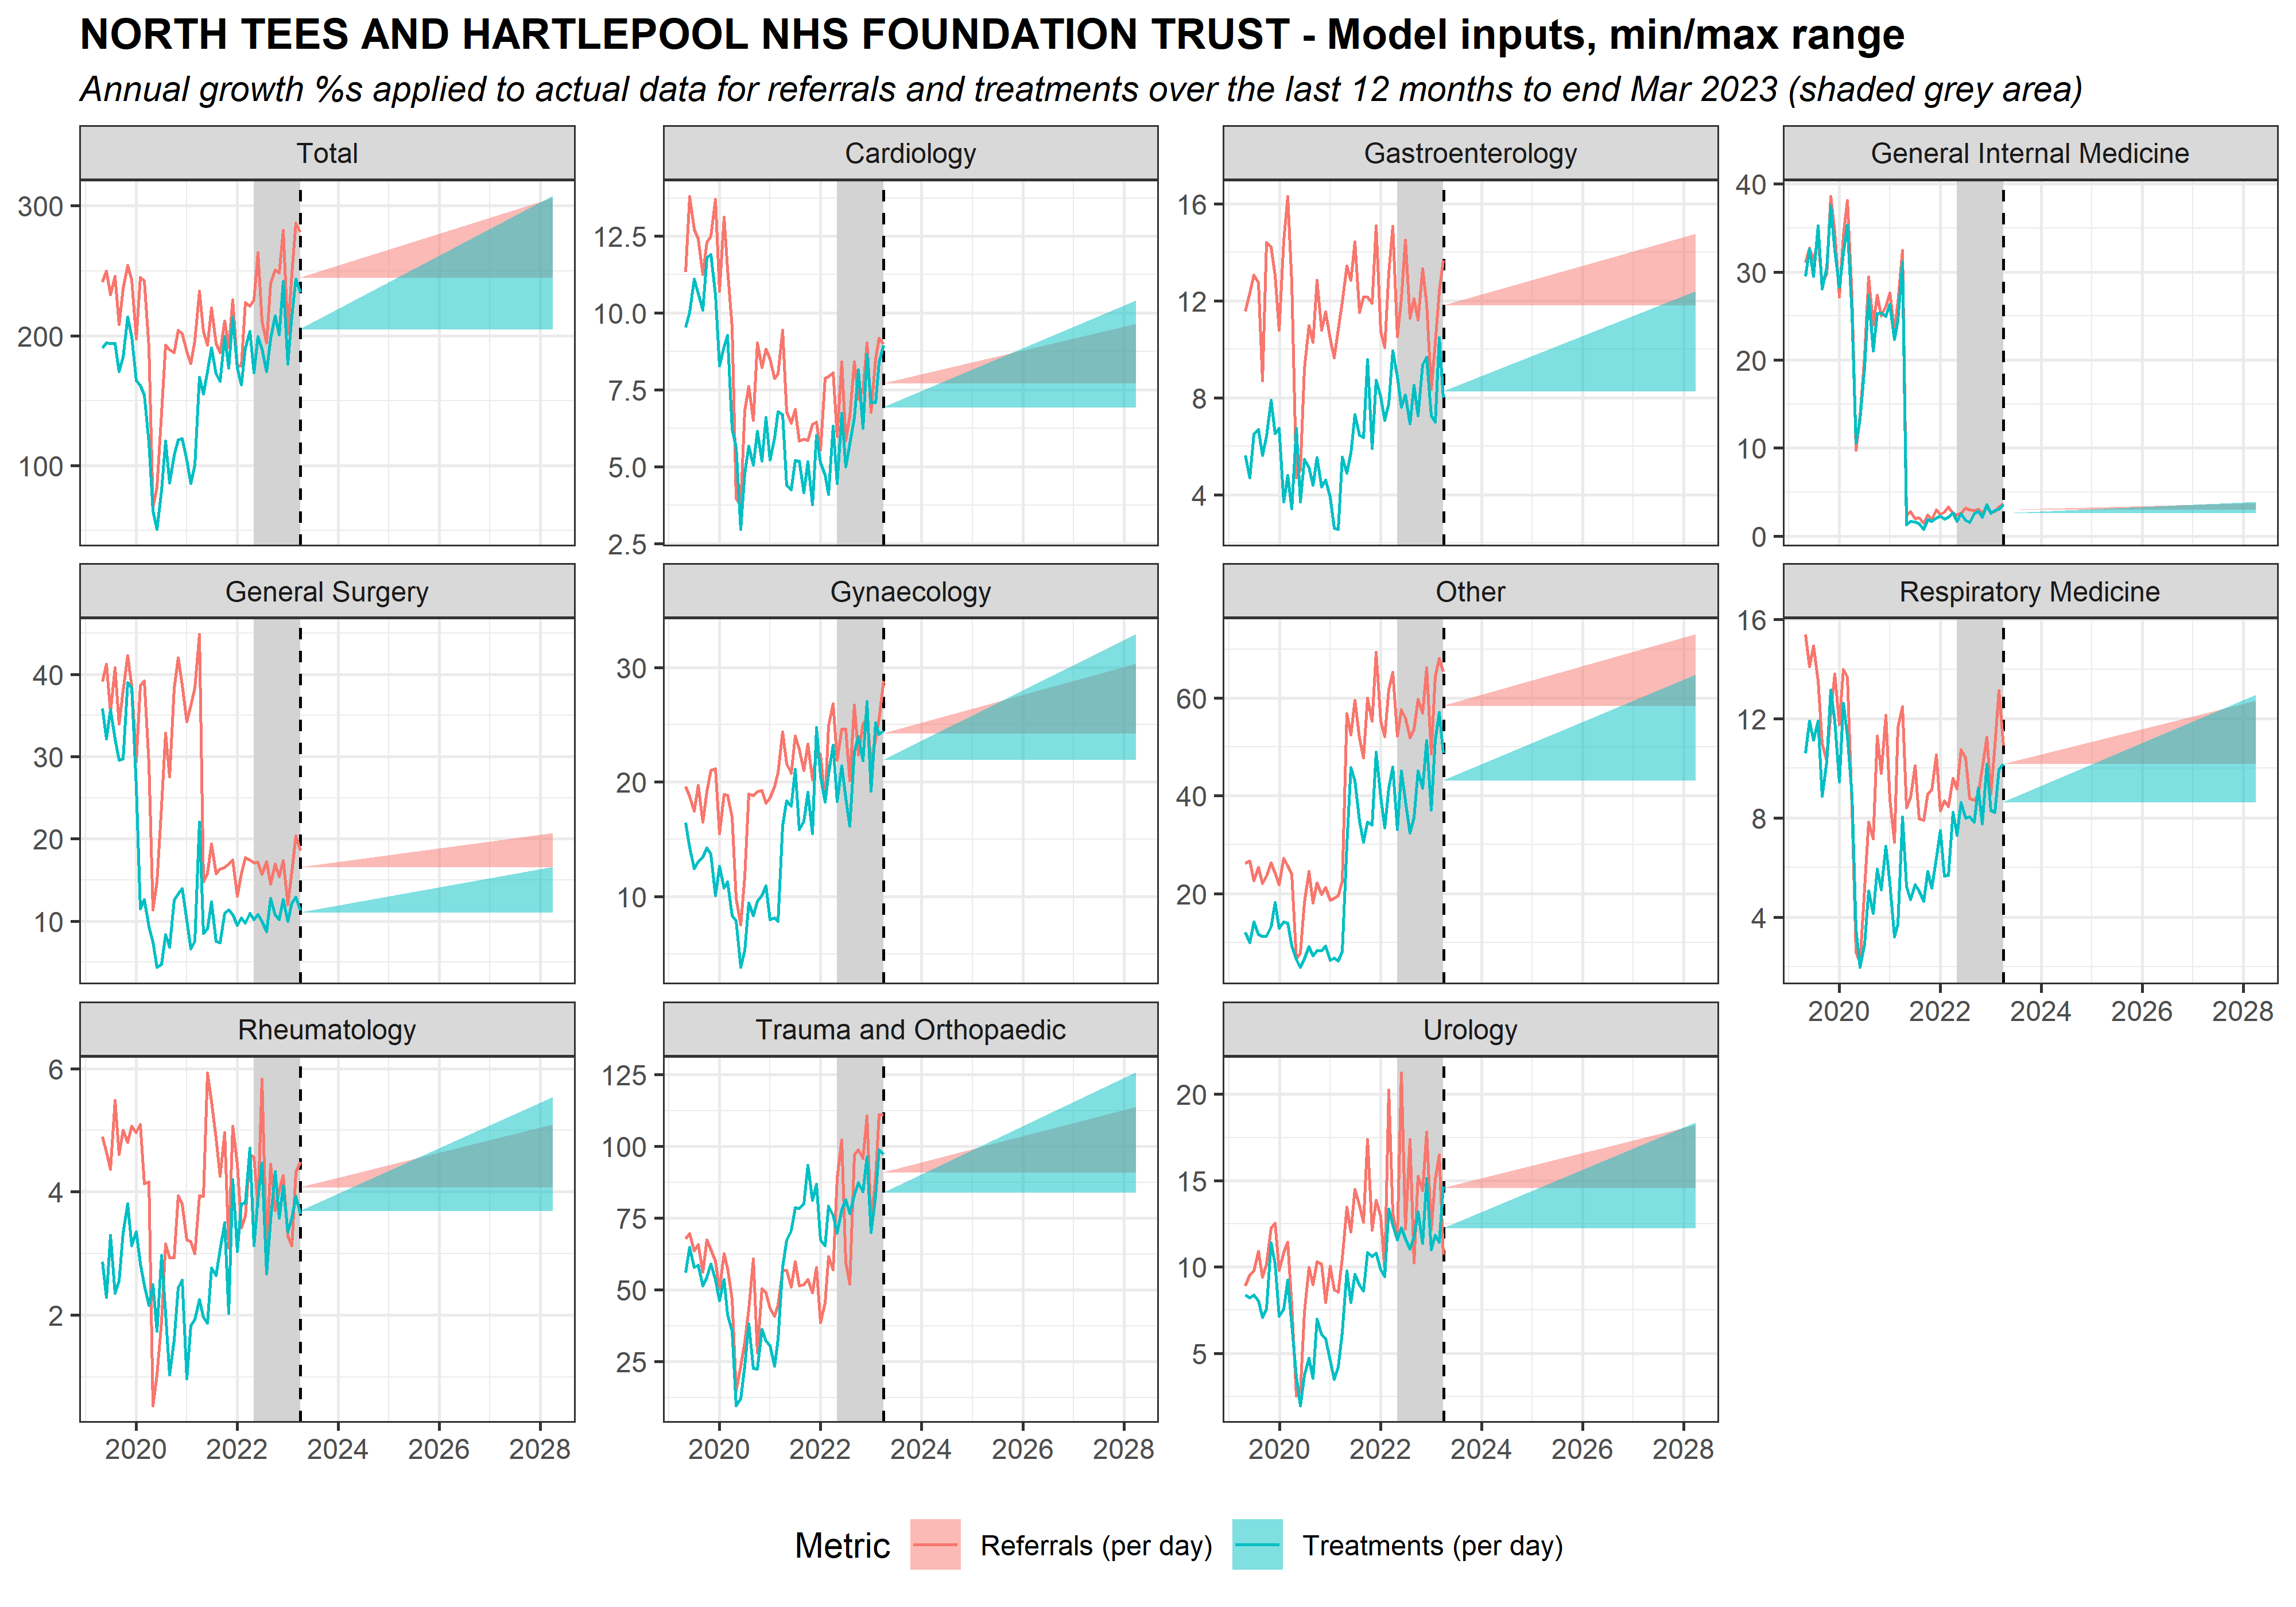 NORTH TEES AND HARTLEPOOL NHS FOUNDATION TRUST - Model inputs, min/max range
Annual growth %s applied to actual data for referrals and treatments over the last 12 months to end Mar 2023 (shaded grey area)
Total
300
200
100
Cardiology
12.5
10.0
7.5
5.0
2.5
Gastroenterology
16
12
8
4
General Internal Medicine
40
30
20
10
0
General Surgery
40
30
20
10
Gynaecology
30
20
10
Other
60
40
20
Respiratory Medicine
16
12
8
4
2020 2022 2024 2026 2028
Rheumatology
6
4
2
2020 2022 2024 2026 2028
Trauma and Orthopaedic
125
100
75
50
25
2020 2022 2024 2026 2028
Urology
20
15
10
5
2020 2022 2024 2026 2028
Metric Referrals (per day) Treatments (per day)